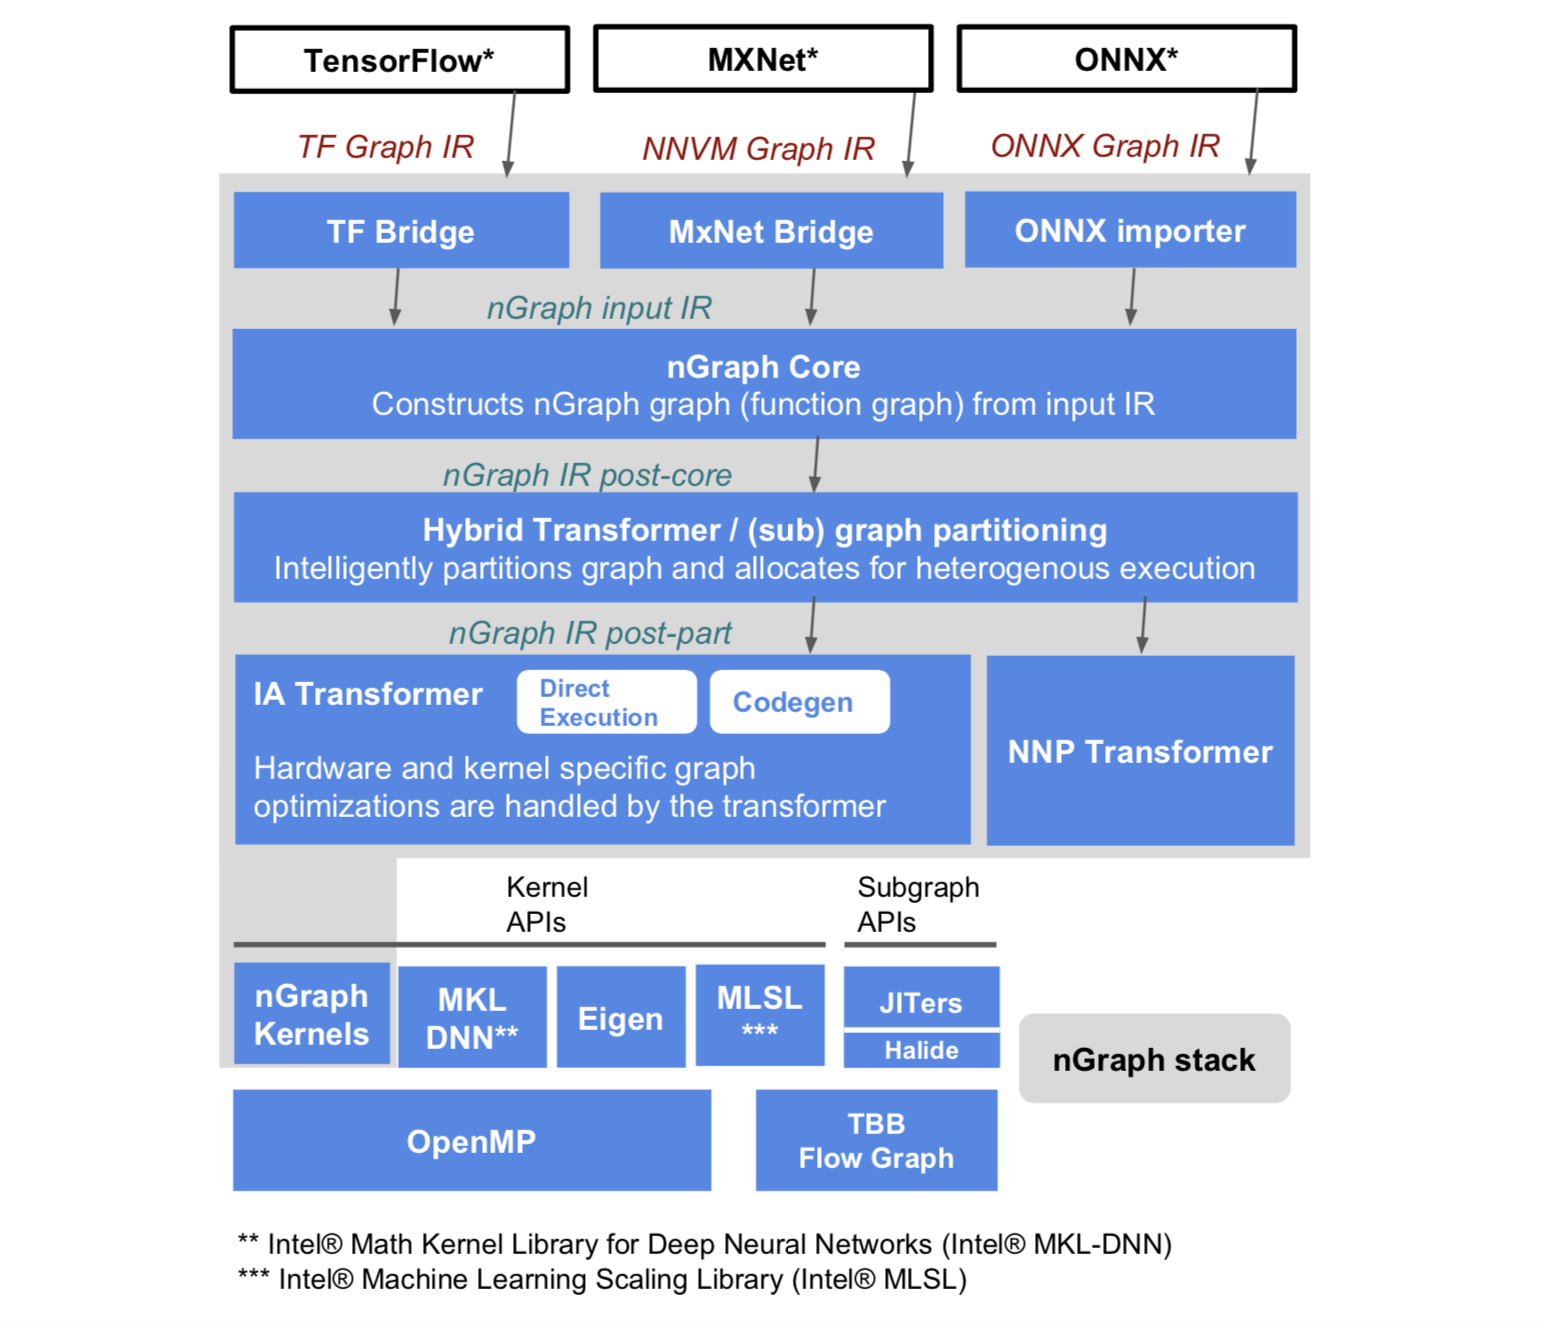 TensorFlow*
MXNet*
ONNX*
TF Graph IR
NNVM Graph IR
ONNX Graph IR
TF Bridge
MxNet Bridge
ONNX importer
nGraph input IR
nGraph Core
Constructs nGraph graph (function graph) from input IR
nGraph IR post-core
Hybrid Transformer / (sub) graph partitioning
Intelligently partitions graph and allocates for heterogenous execution
nGraph IR post-part
IA Transformer
Direct
Execution
Codegen
Hardware and kernel specific graph
optimizations are handled by the transformer
NNP Transformer
Kernel
APIs
Subgraph
APIs
nGraph
Kernels
MKL
DNN**
Eigen
MLSL
***
JITers
Halide
nGraph stack
OpenMP
TBB
Flow Graph
** Intel® Math Kernel Library for Deep Neural Networks (Intel® MKL-DNN)
*** Intel® Machine Learning Scaling Library (Intel® MLSL)